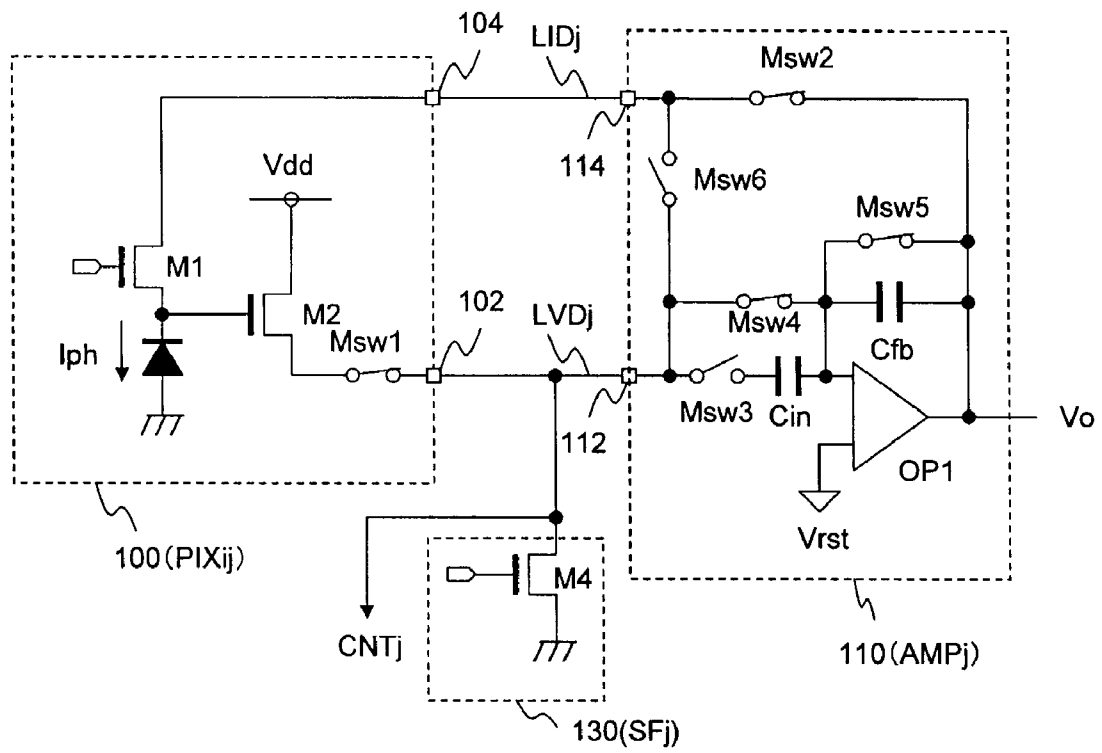 104
LIDj
Msw2
Vdd
114
Msw6
Msw5
M1
M2
102
LVDj
Msw4
Cfb
Iph
Msw1
Msw3
Cin
112
OP1
Vo
Vrst
100(PIXij)
M4
CNTj
110(AMPj)
130(SFj)